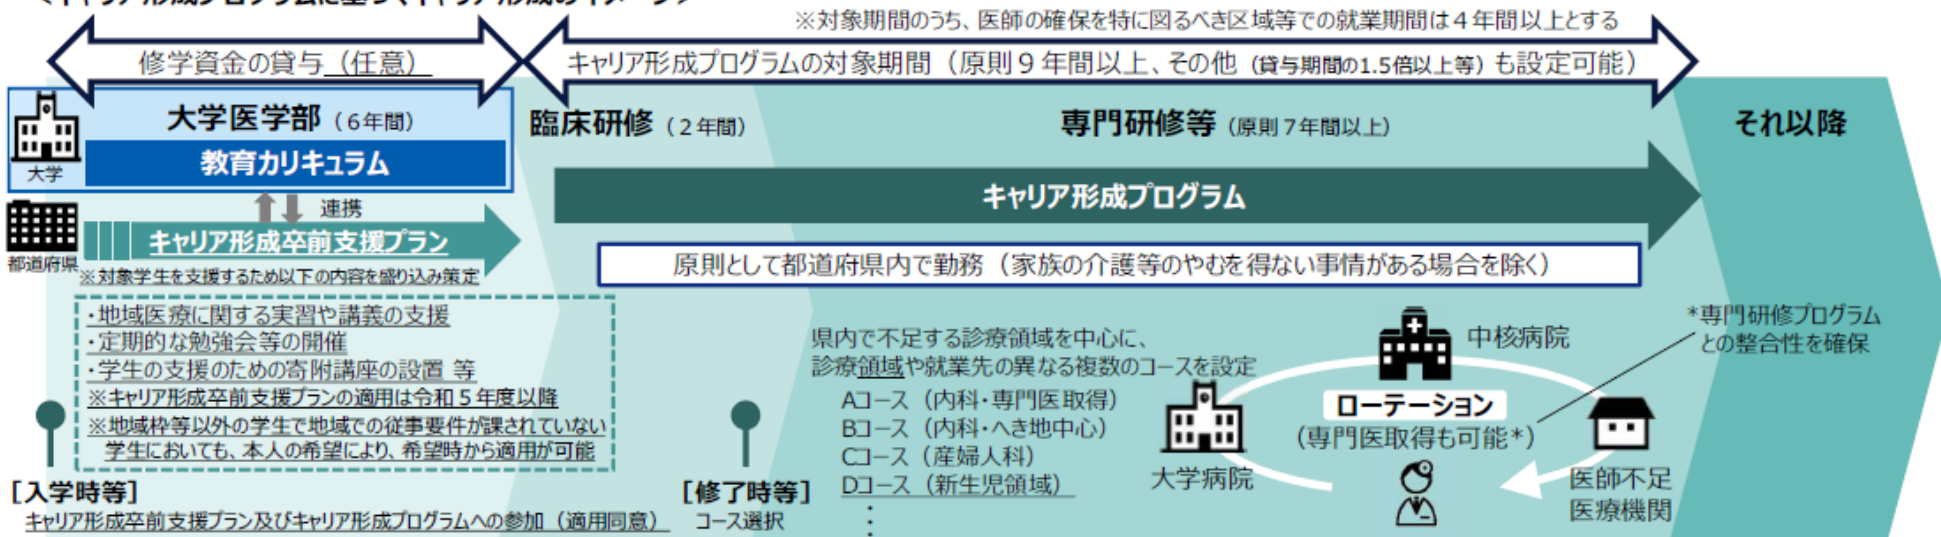 <キャリア形成プログラムに基づくキャリア形成のイメージ>
※対象期間のうち、医師の確保を特に図るべき区域等での就業期間は４年間以上とする
修学資金の貸与（任意）
キャリア形成プログラムの対象期間（原則９年間以上、その他（貸与期間の1.5倍以上等）も設定可能）
大学医学部（６年間）
臨床研修（２年間）
専門研修等（原則７年間以上）
それ以降
教育カリキュラム
大学
連携
キャリア形成プログラム
キャリア形成卒前支援プラン
都道府県
※対象学生を支援するため以下の内容を盛り込み策定
原則として都道府県内で勤務（家族の介護等のやむを得ない事情がある場合を除く）
・地域医療に関する実習や講義の支援
・定期的な勉強会等の開催
・学生の支援のための寄附講座の設置 等
※キャリア形成卒前支援プランの適用は令和５年度以降
※地域枠等以外の学生で地域での従事要件が課されていない
学生においても、本人の希望により、希望時から適用が可能
県内で不足する診療領域を中心に、
診療領域や就業先の異なる複数のコースを設定
Aコース（内科・専門医取得）
Bコース（内科・へき地中心）
Cコース（産婦人科）
Dコース（新生児領域）
中核病院
*専門研修プログラム
との整合性を確保
ローテーション
（専門医取得も可能*）
大学病院
医師不足
医療機関
[入学時等]
キャリア形成卒前支援プラン及びキャリア形成プログラムへの参加（適用同意）
[修了時等]
コース選択